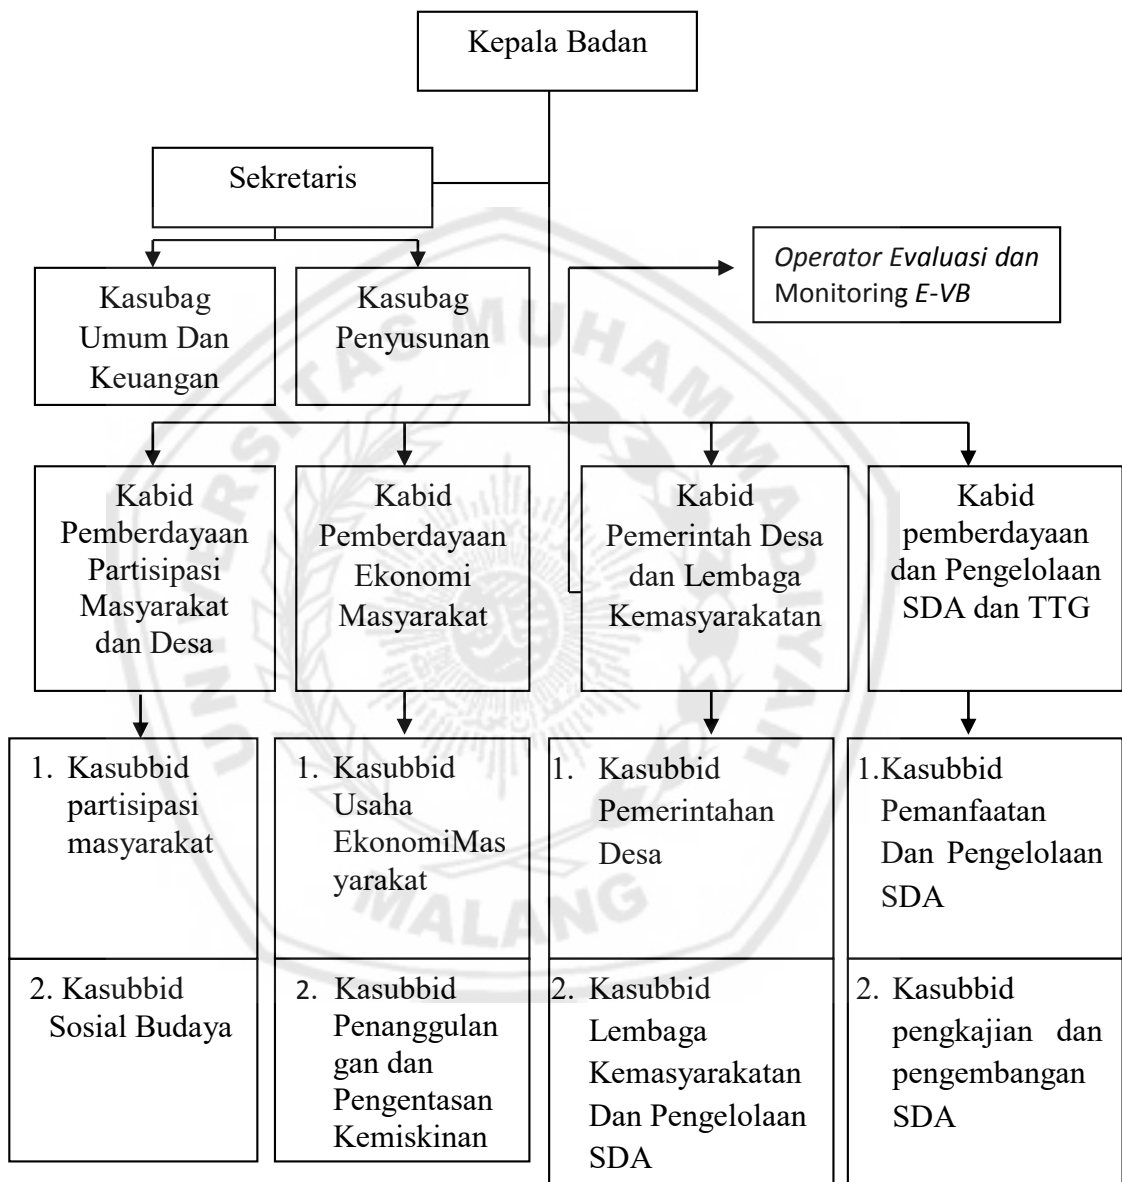 Kepala Badan
Sekretaris
Operator Evaluasi dan
Monitoring E-VB
Kasubag
Umum Dan
Keuangan
Kasubag
Penyusunan
Kabid
Pemberdayaan
Partisipasi
Masyarakat
dan Desa
Kabid
Pemberdayaan
Ekonomi
Masyarakat
Kabid
Pemerintah Desa
dan Lembaga
Kemasyarakatan
Kabid
pemberdayaan
dan Pengelolaan
SDA dan TTG
1. Kasubbid
partisipasi
masyarakat
1. Kasubbid
Usaha
EkonomiMas
yarakat
1. Kasubbid
Pemerintahan
Desa
1.Kasubbid
Pemanfaatan
Dan Pengelolaan
SDA
2. Kasubbid
Sosial Budaya
2. Kasubbid
Penanggulan
gan dan
Pengentasan
Kemiskinan
2. Kasubbid
Lembaga
Kemasyarakatan
Dan Pengelolaan
SDA
2. Kasubbid
pengkajian dan
pengembangan
SDA
UNIVERSITAS MUHAMMADIYAH
MALANG